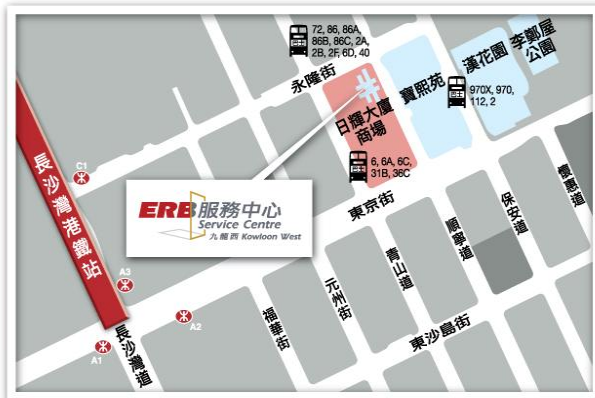 72, 86, 86A,
86B, 86C, 2A,
2B, 2F, 6D, 40
永隆街
李鄭屋
公園
漢花園
寶熙苑
970X, 970,
112, 2
日輝大廈
商場
6, 6A, 6C,
31B, 36C
C1
長沙灣港鐵站
ERB服務中心
Service Centre
九龍西 Kowloon West
東京街
懷惠道
保安道
順寧道
青山道
元州街
福華街
東沙島街
A3
A2
A1
長沙灣道